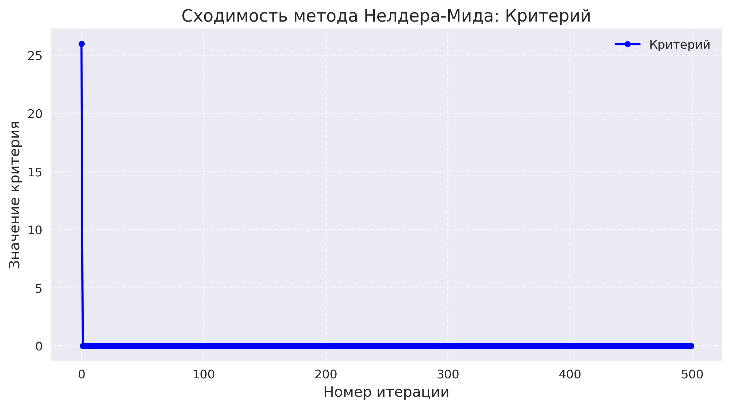 Сходимость метода Нелдера-Мида: Критерий
Критерий
Значение критерия
25
20
15
10
5
0
0 100 200 300 400 500
Номер итерации